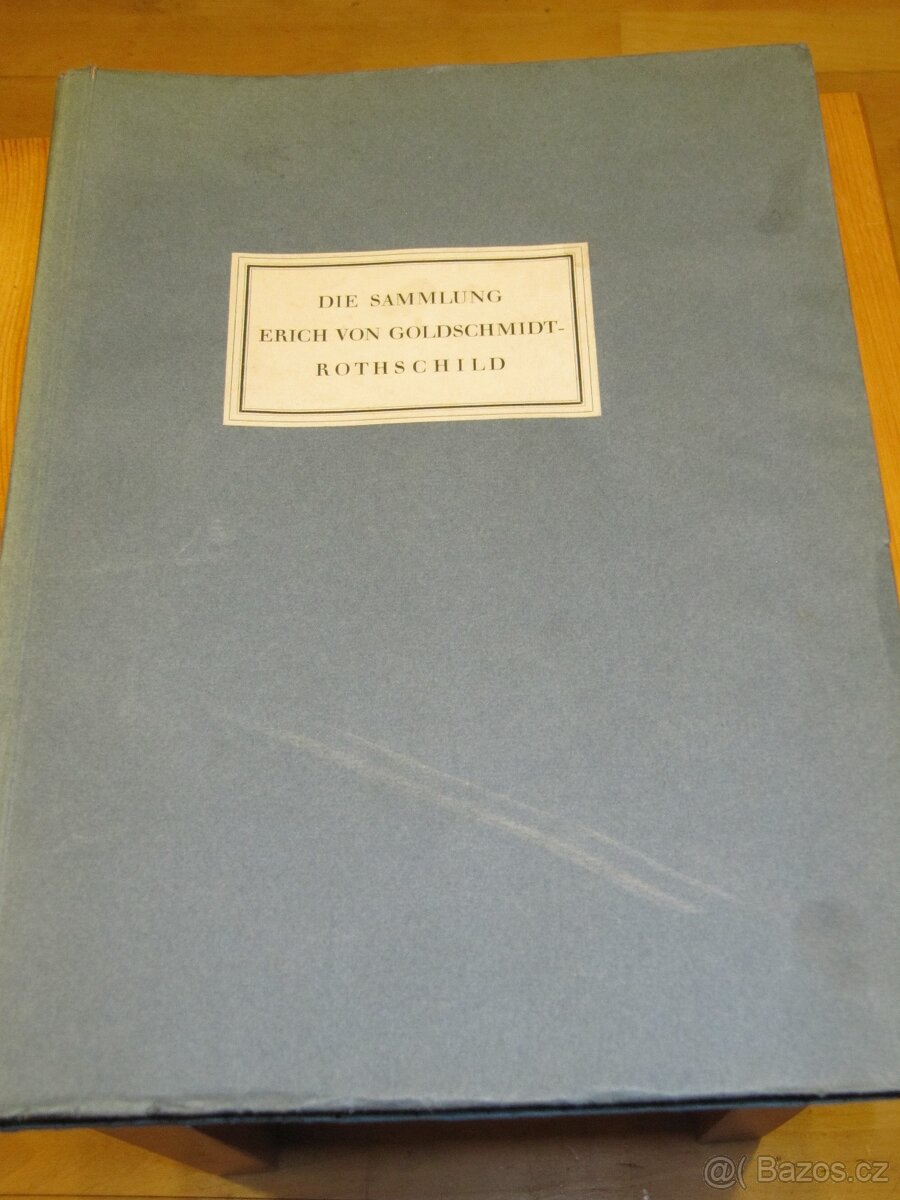 DIE SAMMLUNG
ERICH VON GOLDSCHMIDT-
ROTHSCHILD
@( Bazos.cz